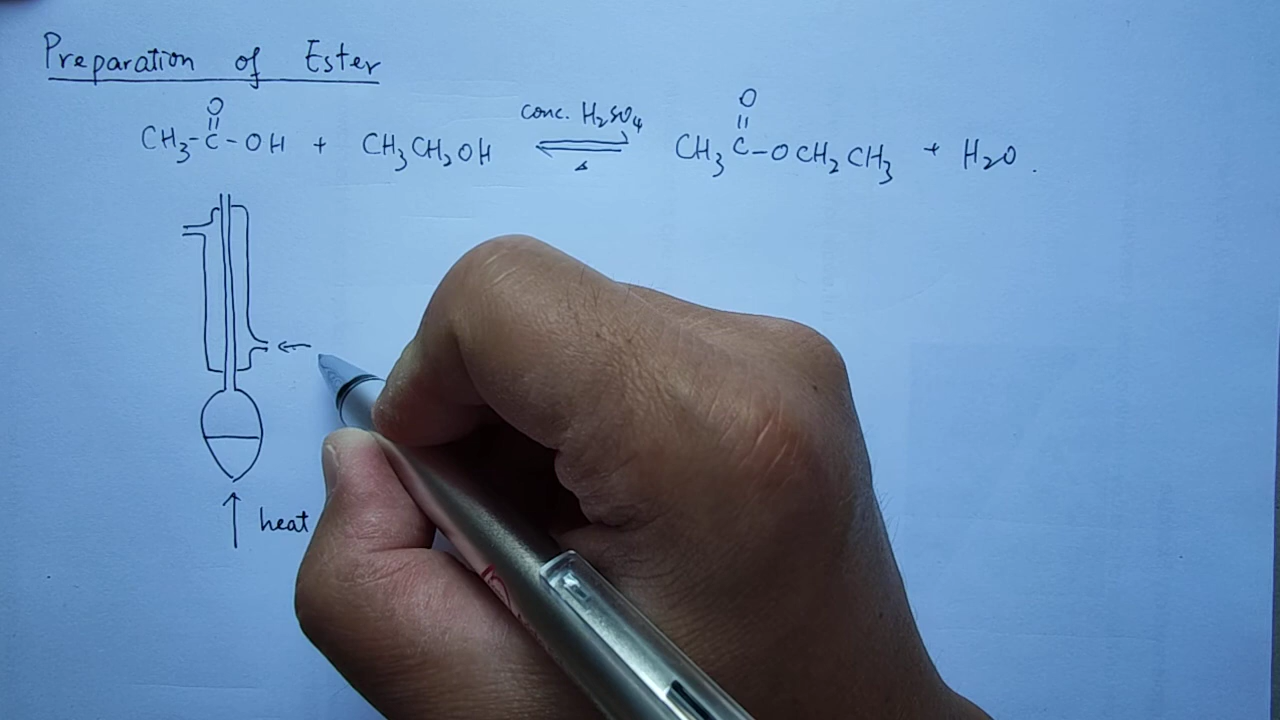 Preparation of Ester
O
||
CH₃-C-OH + CH₃CH₂OH ⇌ conc. H₂SO₄ Δ CH₃C-OCH₂CH₃ + H₂O.
O
||
heat